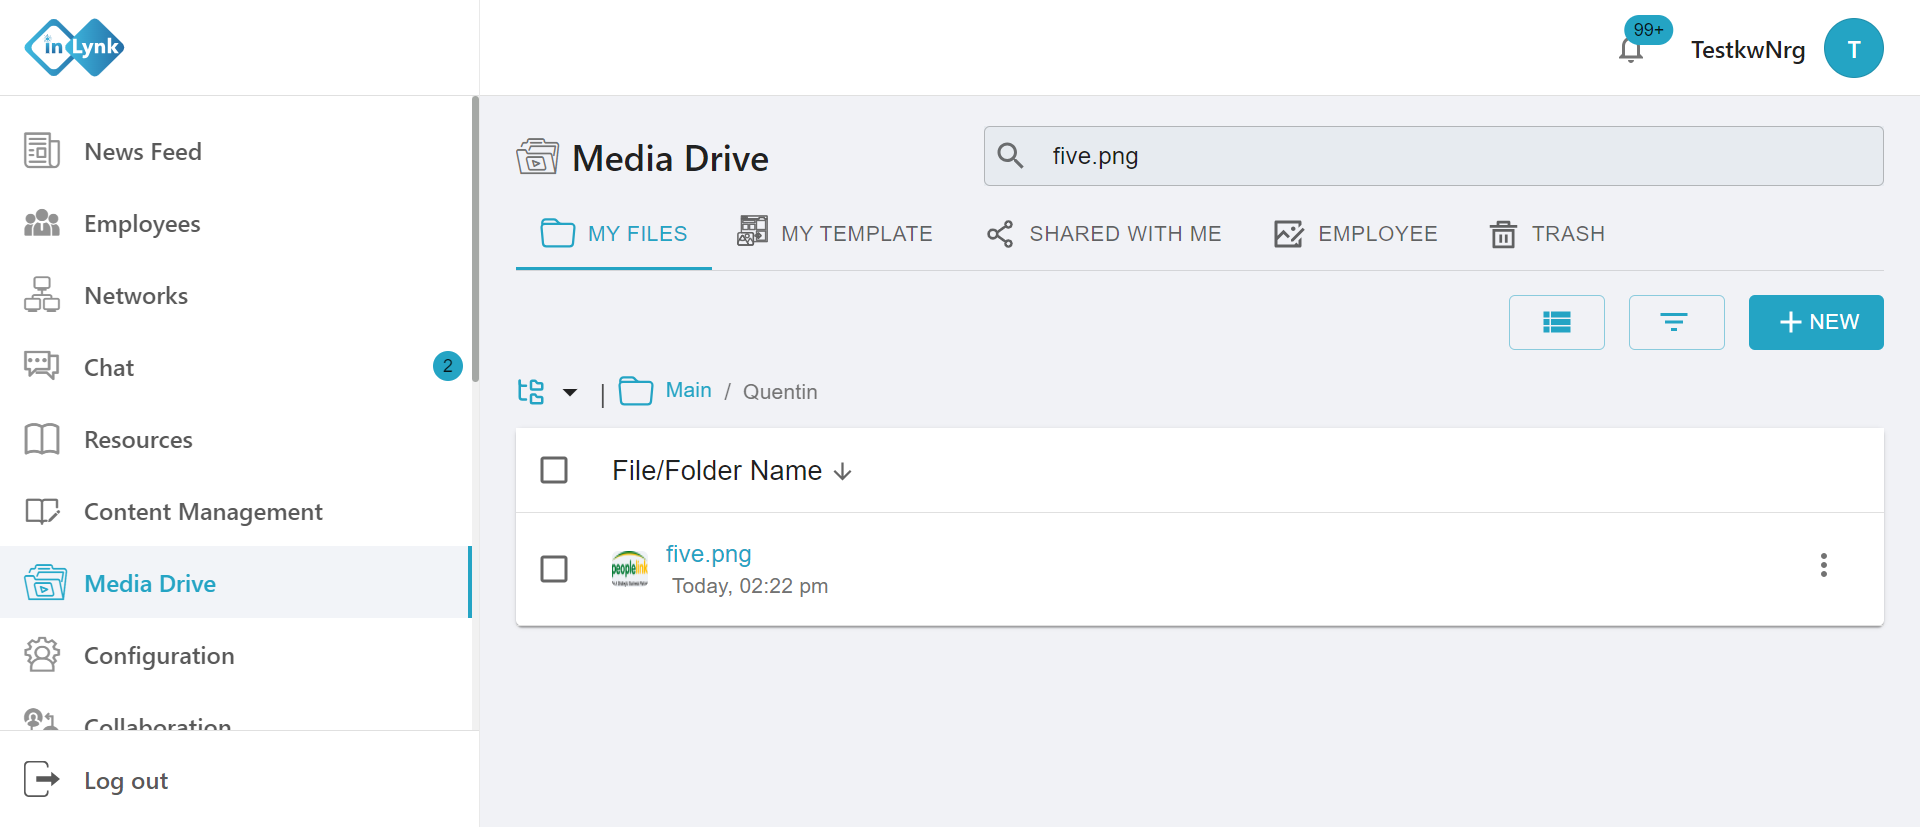 in Lynk
99+
TestkwNrg
T
News Feed
Employees
Networks
Chat
2
Resources
Content Management
Media Drive
Configuration
Collaboration
Log out
Media Drive
five.png
MY FILES
MY TEMPLATE
SHARED WITH ME
EMPLOYEE
TRASH
NEW
| Main / Quentin
File/Folder Name
peoplelink
five.png
Today, 02:22 pm